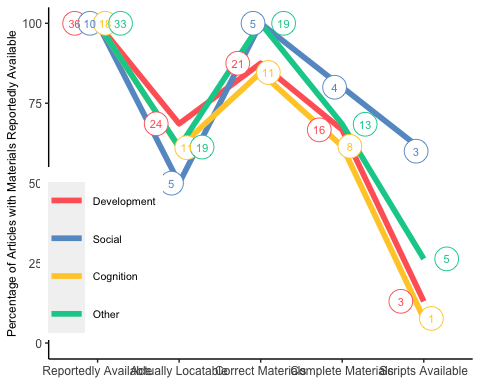 Percentage of Articles with Materials Reportedly Available
100
75
50
25
0
36
10
18
33
24
5
11
19
21
5
11
19
16
4
8
13
3
3
1
5
Development
Social
Cognition
Other
Reportedly Available
Actually Locatable
Correct Materials
Complete Materials
Scripts Available